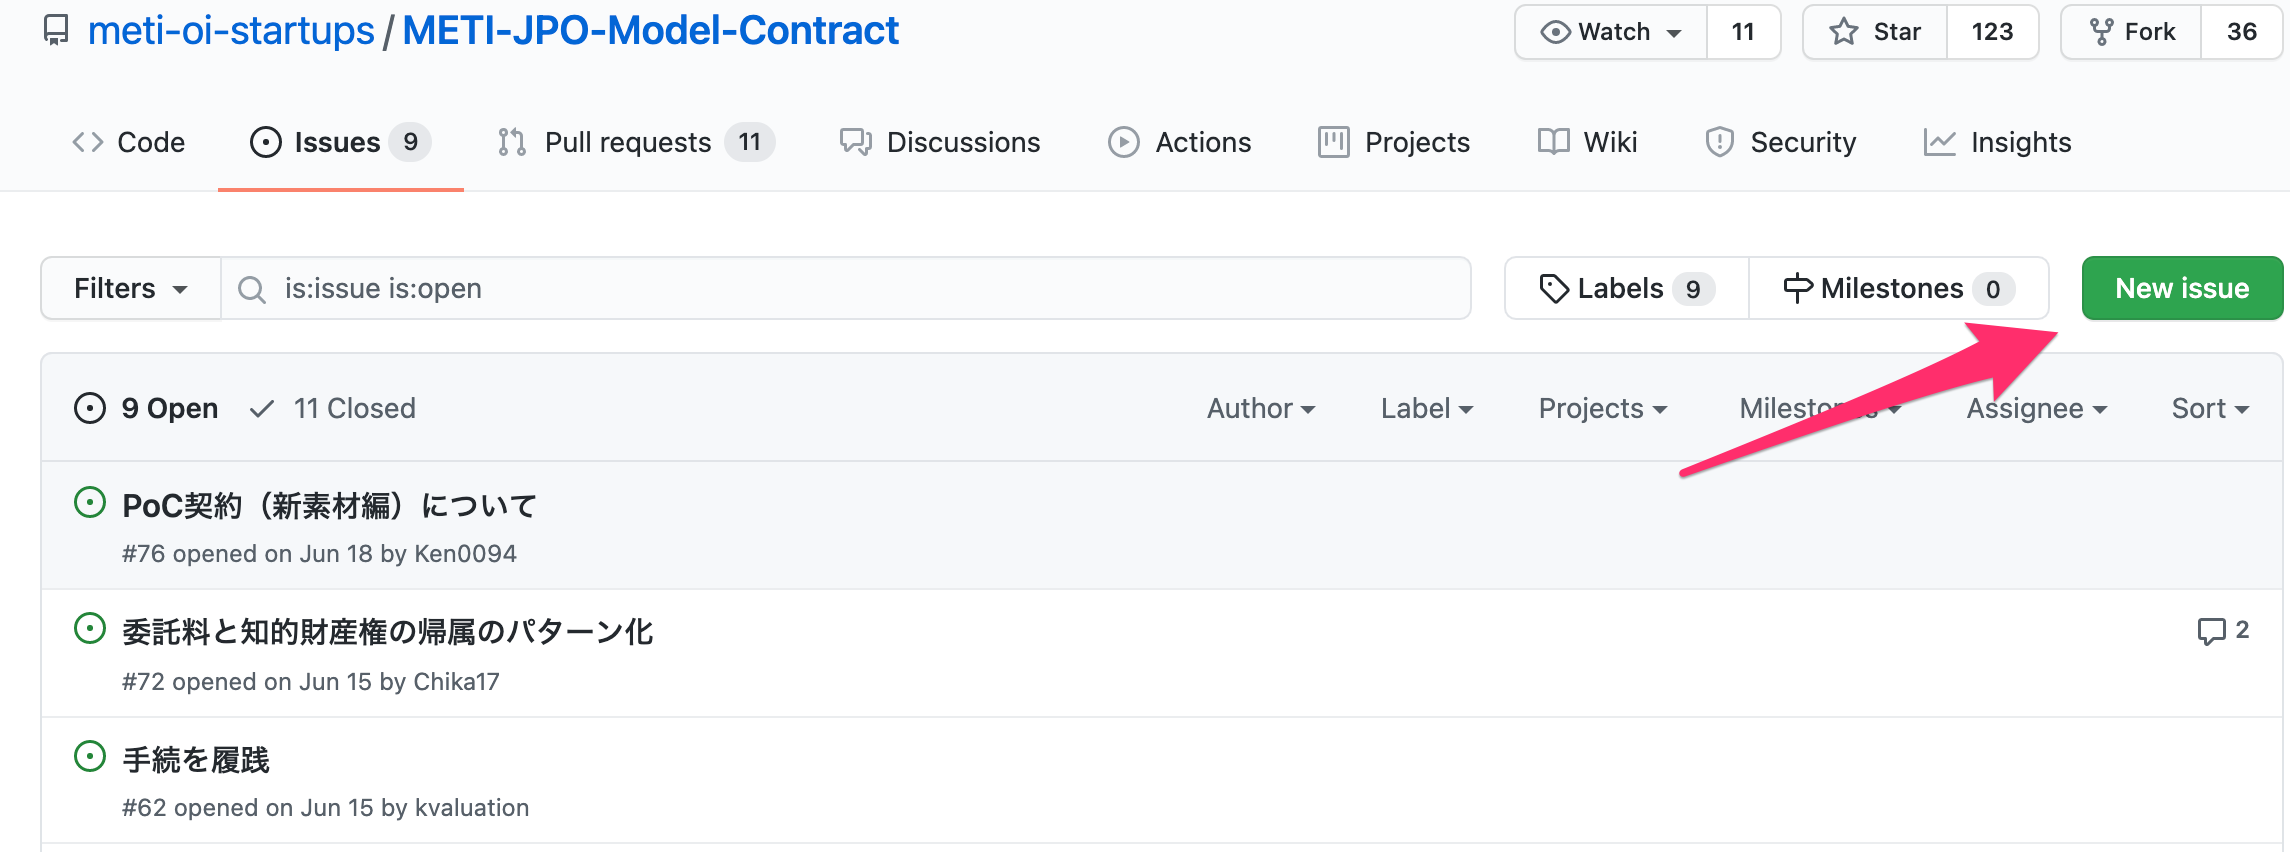 meti-oi-startups / METI-JPO-Model-Contract
Watch 11 Star 123 Fork 36
Code Issues 9 Pull requests 11 Discussions Actions Projects Wiki Security Insights
Filters is:issue is:open Labels 9 Milestones 0 New issue
9 Open 11 Closed Author Label Projects Milestones Assignee Sort
PoC契約（新素材編）について
#76 opened on Jun 18 by Ken0094
委託料と知的財産権の帰属のパターン化 2
#72 opened on Jun 15 by Chika17
手続を履践
#62 opened on Jun 15 by kvaluation